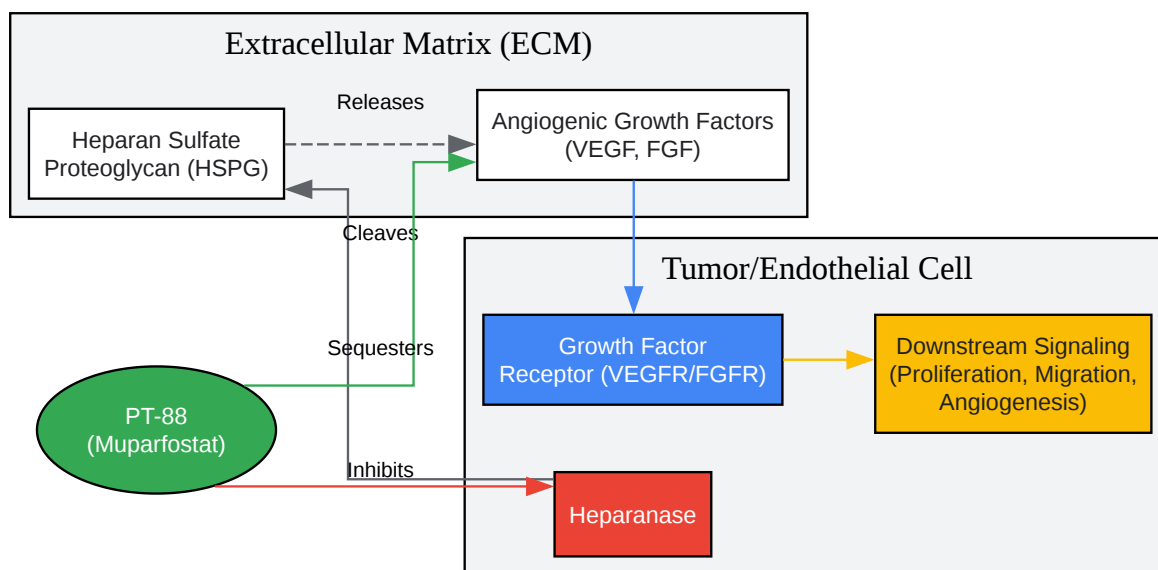 Extracellular Matrix (ECM)
Releases
Heparan Sulfate
Proteoglycan (HSPG)
Angiogenic Growth Factors
(VEGF, FGF)
Cleaves
Tumor/Endothelial Cell
Sequesters
Growth Factor
Receptor (VEGFR/FGFR)
Downstream Signaling
(Proliferation, Migration,
Angiogenesis)
PT-88
(Muparfostat)
Inhibits
Heparanase